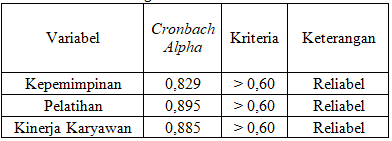 Variabel Cronbach Alpha Kriteria Keterangan
Kepemimpinan 0,829 > 0,60 Reliabel
Pelatihan 0,895 > 0,60 Reliabel
Kinerja Karyawan 0,885 > 0,60 Reliabel